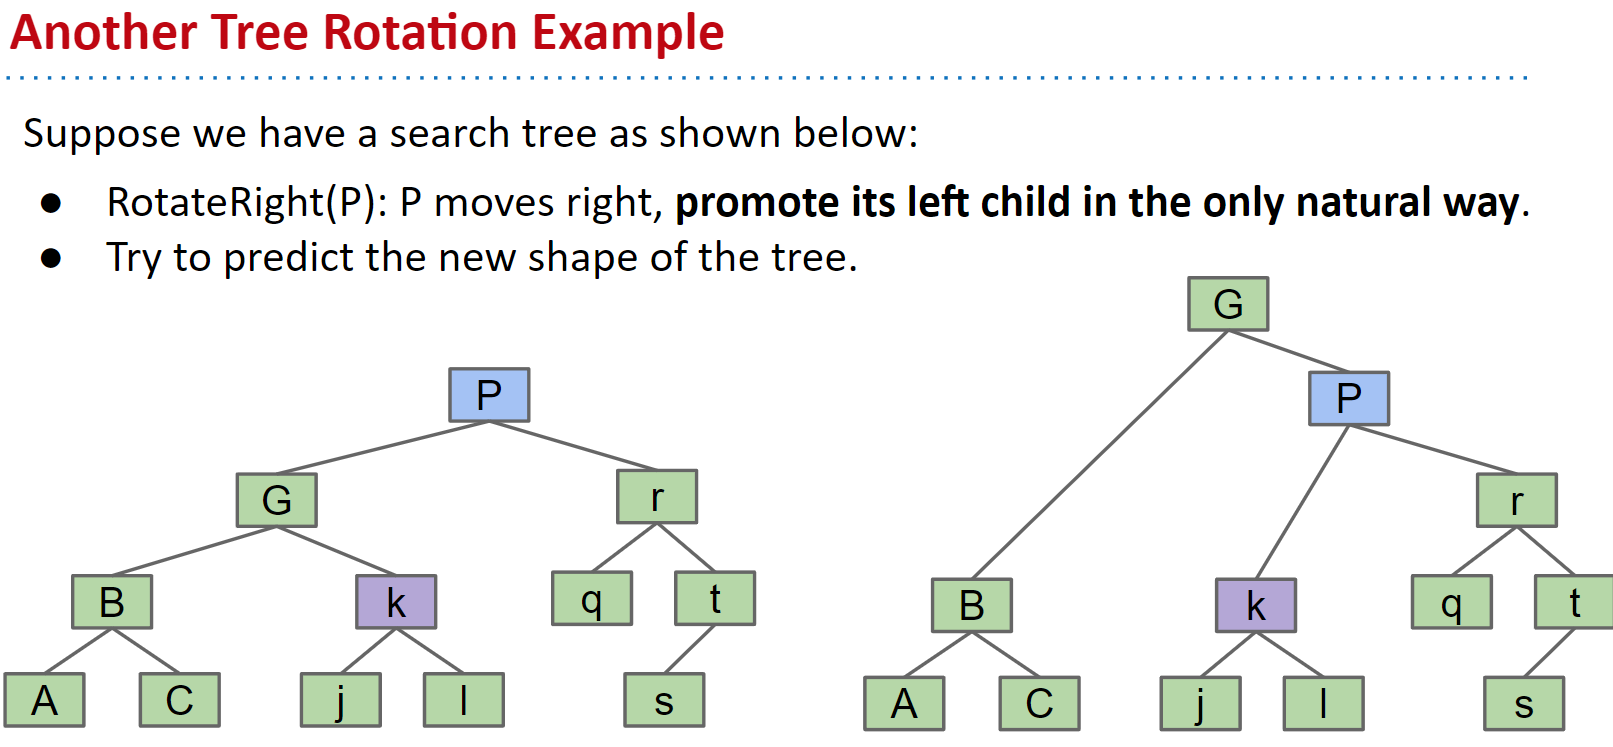 Another Tree Rotation Example
Suppose we have a search tree as shown below:
● RotateRight(P): P moves right, promote its left child in the only natural way.
● Try to predict the new shape of the tree.
P
G
r
B
k
q
t
A
C
j
l
s
G
P
r
B
k
q
t
A
C
j
l
s